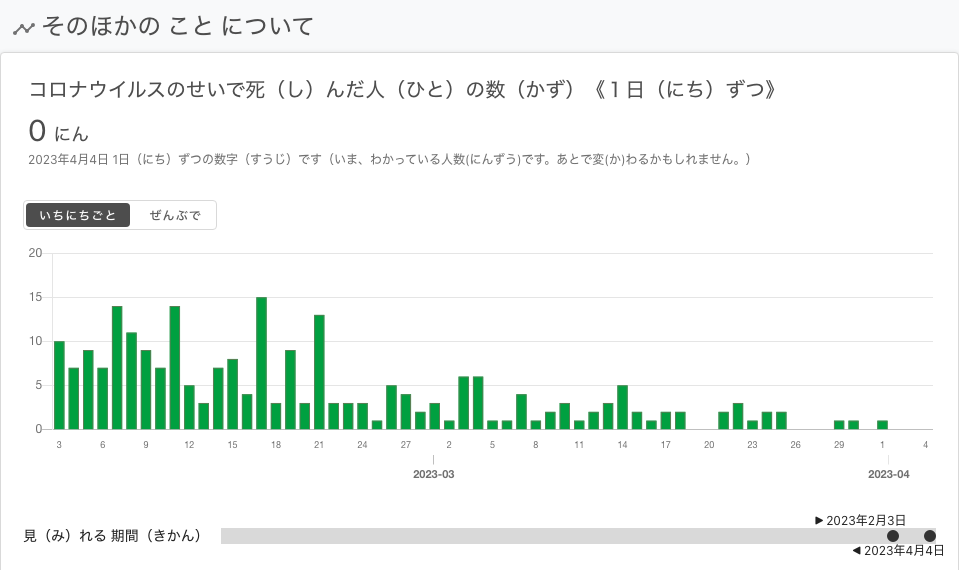 そのほかの こと について
コロナウイルスのせいで死（し）んだ人（ひと）の数（かず）《１日（にち）ずつ》
0 にん
2023年4月4日 1日（にち）ずつの数字（すうじ）です（いま、わかっている人数(にんずう)です。あとで変(か)わるかもしれません。）
いちにちごと ぜんぶで
20
15
10
5
0
3 6 9 12 15 18 21 24 27 2 5 8 11 14 17 20 23 26 29 1 4
2023-03 2023-04
▶2023年2月3日
見（み）れる 期間（きかん）
◀2023年4月4日